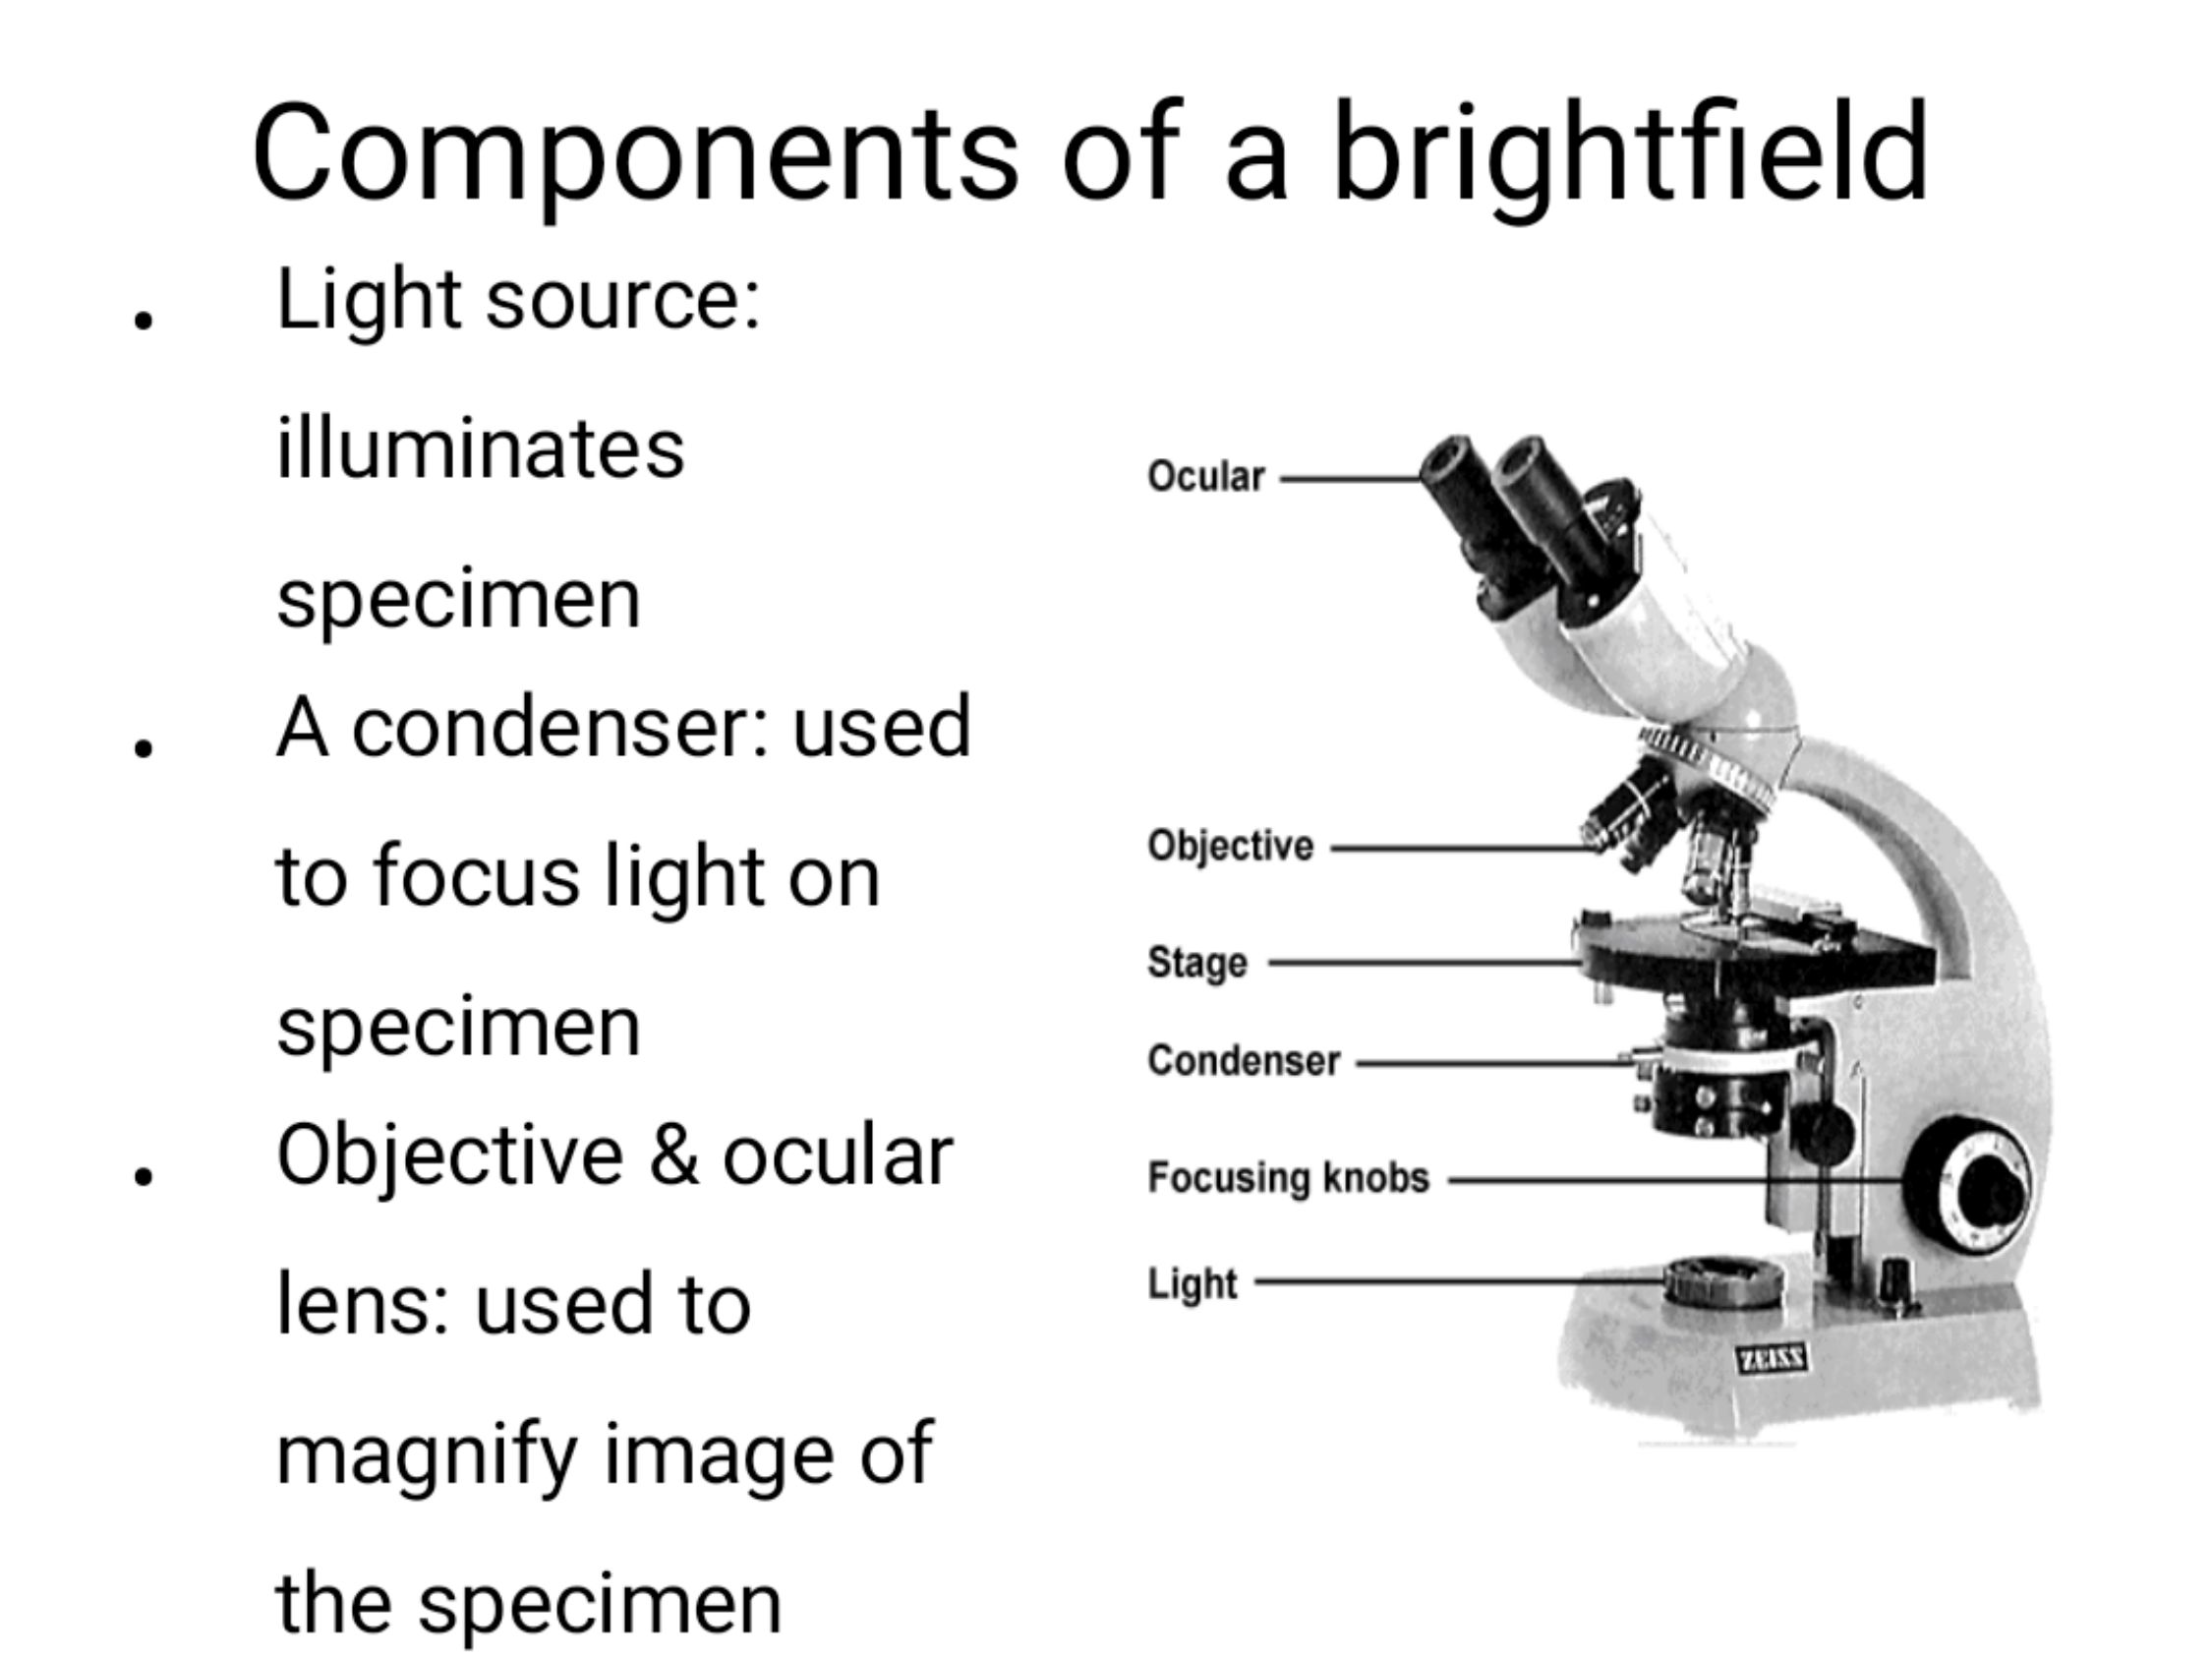 Components of a brightfield
. Light source:
illuminates
specimen
. A condenser: used
to focus light on
specimen
. Objective & ocular
lens: used to
magnify image of
the specimen
Ocular
Objective
Stage
Condenser
Focusing knobs
Light
ZEISS